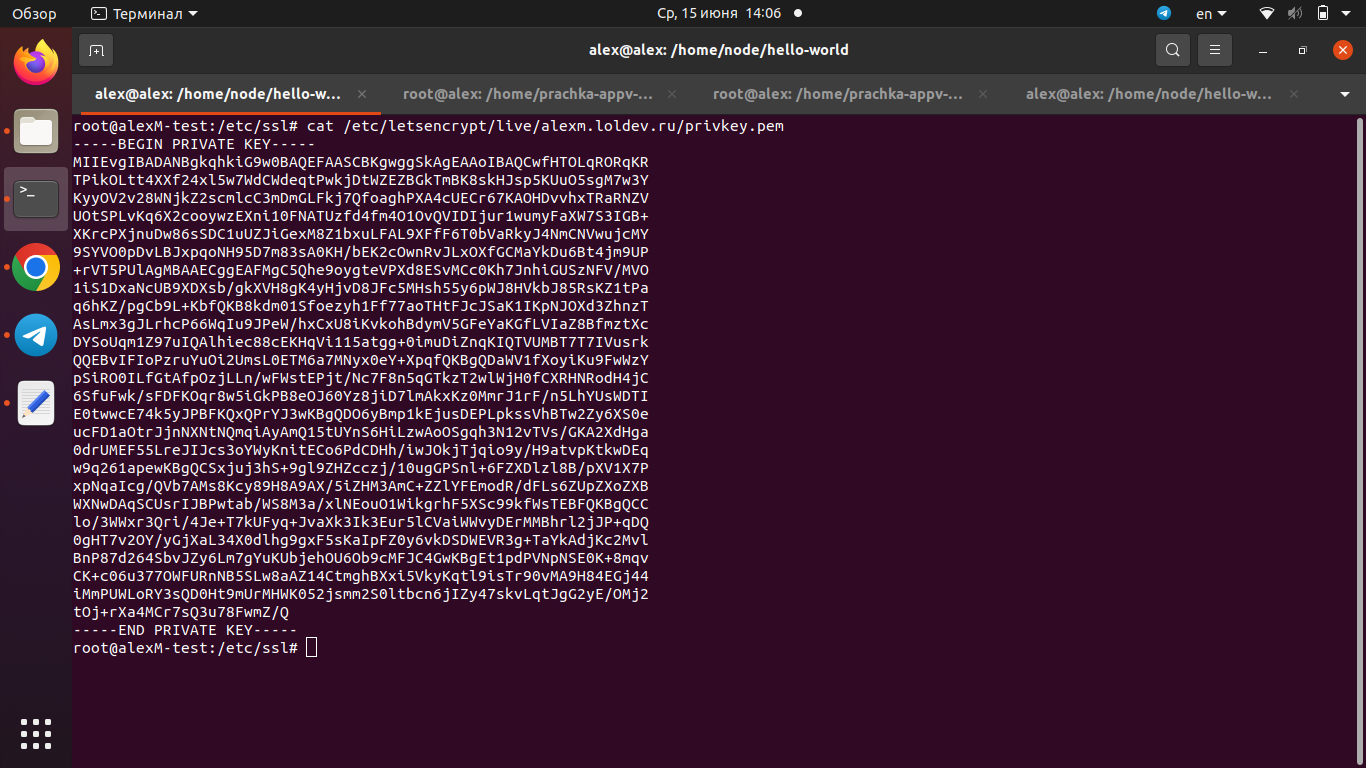 Обзор
Терминал
Ср, 15 июня 14:06
en
alex@alex: /home/node/hello-world
alex@alex: /home/node/hello-w...
root@alex: /home/prachka-appv-...
root@alex: /home/prachka-appv-...
alex@alex: /home/node/hello-w...
root@alexM-test:/etc/ssl# cat /etc/letsencrypt/live/alexm.loldev.ru/privkey.pem
-----BEGIN PRIVATE KEY-----
MIIEvgIBADANBgkqhkiG9w0BAQEFAASCBKgwggSkAgEAAoIBAQCwfHTOLqRORqKR
TPikOLtt4XXf24xl5w7WdCWdeqtPwkjDtWZEZBGkTmBK8skHJsp5KUuO5sgM7w3Y
KyyOV2v28WNjkZ2scmlcC3mDmGLFkj7QfoaghPXA4cUECr67KAOHDvvhxTRaRNZV
UOtSPLvKq6X2cooywzEXni10FNATUzfd4fm4O1OvQVIDIjur1wumyFaXW7S3IGB+
XKrcPXjnuDw86sSDC1uUZJiGexM8Z1bxuLFAL9XFfF6T0bVaRkyJ4NmCNVwujcMY
9SYVO0pDvLBJxpqoNH95D7m83sA0KH/bEK2cOwnRvJLxOXfGCMaYkDu6Bt4jm9UP
+rVT5PUlAgMBAAECggEAFMgC5Qhe9oygteVPXd8ESvMCc0Kh7JnhiGUSzNFV/MVO
1iS1DxaNcUB9XDXsb/gkXVH8gK4yHjvD8JFc5MHsh55y6pWJ8HVkbJ85RsKZ1tPa
q6hKZ/pgCb9L+KbfQKB8kdm01Sfoezyh1Ff77aoTHtFJcJSaK1IKpNJOXd3ZhnzT
AsLmx3gJLrhcP66WqIu9JPeW/hxCxU8iKvkohBdymV5GFeYaKGfLVIaZ8BfmztXc
DYSoUqm1Z97uIQAlhiec88cEKHqVi115atgg+0imuDiZnqKIQTVUMBT7T7IVusrk
QQEBvIFIoPzruYuOi2UmsL0ETM6a7MNyx0eY+XpqfQKBgQDaWV1fXoyiKu9FwWzY
pSiRO0ILfGtAfpOzjLLn/wFWstEPjt/Nc7F8n5qGTkzT2wlWjH0fCXRHNRodH4jC
6SfuFwk/sFDFKOqr8w5iGkPB8eOJ60Yz8jiD7lmAkxKz0MmrJ1rF/n5LhYUsWDTI
E0twwcE74k5yJPBFKQxQPrYJ3wKBgQDO6yBmp1kEjusDEPLpkssVhBTw2Zy6XS0e
ucFD1aOtrJjnNXNtNQmqiAyAmQ15tUYnS6HiLzwAoOSgqh3N12vTVs/GKA2XdHga
0drUMEF55LreJIJcs3oYWyKnitECo6PdCDHh/iwJOkjTjqio9y/H9atvpKtkwDEq
w9q261apewKBgQCSxjuj3hS+9gl9ZHZcczj/10ugGPSnl+6FZXDlzl8B/pXV1X7P
xpNqaIcg/QVb7AMs8Kcy89H8A9AX/5iZHM3AmC+ZZlYFEmodR/dFLs6ZUpZXoZXB
WXNwDAqSCUsrIJBPwtab/WS8M3a/xlNEouO1WikgrhF5XSc99kfWsTEBFQKBgQCC
lo/3WWxr3Qri/4Je+T7kUFyq+JvaXk3Ik3Eur5lCVaiWWvyDErMMBhrl2jJP+qDQ
0gHT7v2OY/yGjXaL34X0dlhg9gxF5sKaIpFZ0y6vkDSDWEVR3g+TaYkAdjKc2Mvl
BnP87d264SbvJZy6Lm7gYuKUbjehOU6Ob9cMFJC4GwKBgEt1pdPVNpNSE0K+8mqv
CK+c06u377OWFURnNB5SLw8aAZ14CtmghBXxi5VkyKqtl9isTr90vMA9H84EGj44
iMmPUWLoRY3sQD0Ht9mUrMHWK052jsmm2S0ltbcn6jIZy47skvLqtJgG2yE/OMj2
tOj+rXa4MCr7sQ3u78FwmZ/Q
-----END PRIVATE KEY-----
root@alexM-test:/etc/ssl#